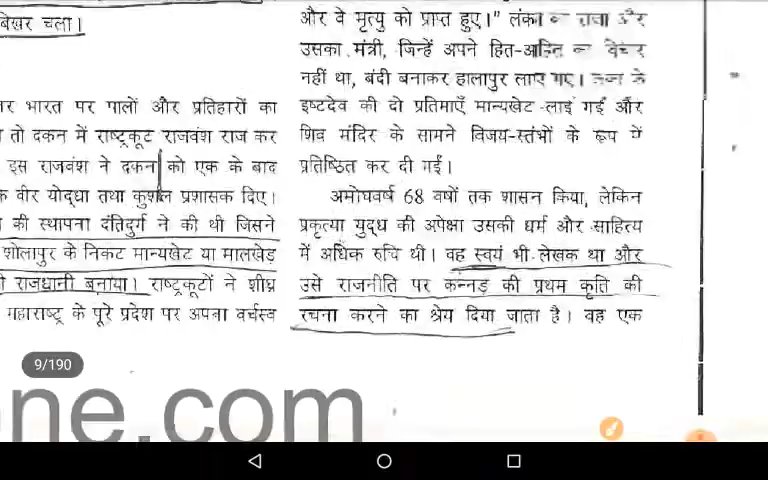 बिखर चला।
र भारत पर पालों और प्रतिहारों का
तो दकन में राष्ट्रकूट राजवंश राज कर
इस राजवंश ने दकन को एक के बाद
क वीर योद्धा तथा कुशल प्रशासक दिए।
की स्थापना दंतिदुर्ग ने की थी जिसने
शोलापुर के निकट मान्यखेट या मालखेड़
राजधानी बनाया। राष्ट्रकूटों ने शीघ्र
महाराष्ट्र के पूरे प्रदेश पर अपना वर्चस्व
और वे मृत्यु को प्राप्त हुए।" लंका का राजा और
उसका मंत्री, जिन्हें अपने हित-अहित का
नहीं था, बंदी बनाकर हालापुर लाए गए।
इष्टदेव की दो प्रतिमाएँ मान्यखेट लाई गईं और
शिव मंदिर के सामने विजय-स्तंभों के रूप में
प्रतिष्ठित कर दी गईं।
अमोघवर्ष 68 वर्षों तक शासन किया, लेकिन
प्रकृत्या युद्ध की अपेक्षा उसकी धर्म और साहित्य
में अधिक रुचि थी। वह स्वयं भी लेखक था और
उसे राजनीति पर कन्नड़ की प्रथम कृति की
रचना करने का श्रेय दिया जाता है। वह एक
9/190
ne.com